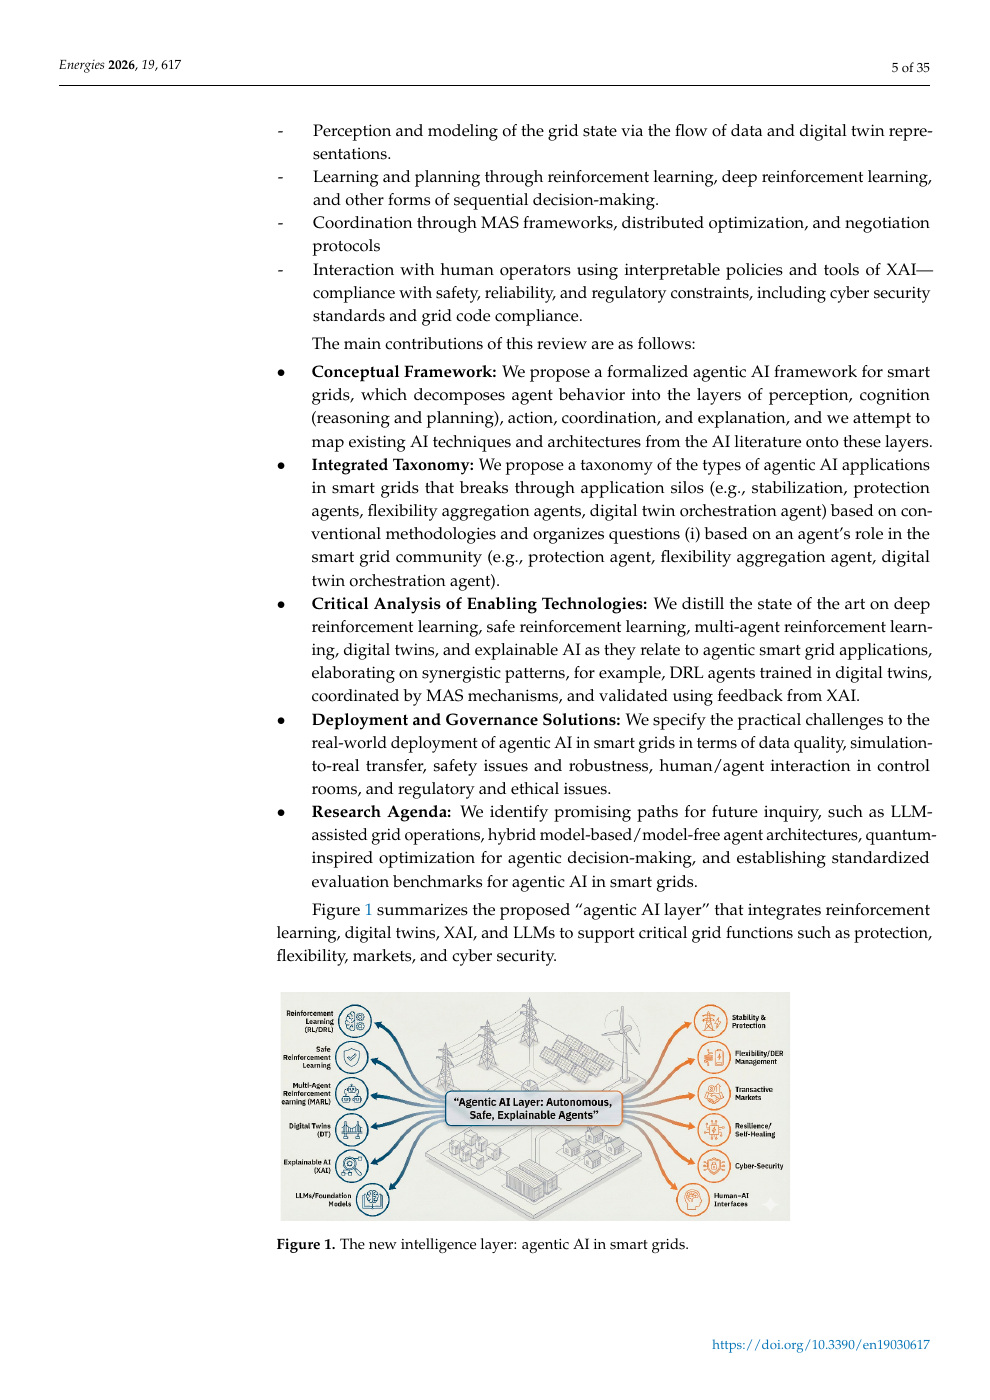 Energies 2026, 19, 617
5 of 35
- Perception and modeling of the grid state via the flow of data and digital twin repre-
sentations.
- Learning and planning through reinforcement learning, deep reinforcement learning,
and other forms of sequential decision-making.
- Coordination through MAS frameworks, distributed optimization, and negotiation
protocols
- Interaction with human operators using interpretable policies and tools of XAI—
compliance with safety, reliability, and regulatory constraints, including cyber security
standards and grid code compliance.
The main contributions of this review are as follows:
• Conceptual Framework: We propose a formalized agentic AI framework for smart
grids, which decomposes agent behavior into the layers of perception, cognition
(reasoning and planning), action, coordination, and explanation, and we attempt to
map existing AI techniques and architectures from the AI literature onto these layers.
• Integrated Taxonomy: We propose a taxonomy of the types of agentic AI applications
in smart grids that breaks through application silos (e.g., stabilization, protection
agents, flexibility aggregation agents, digital twin orchestration agent) based on con-
ventional methodologies and organizes questions (i) based on an agent’s role in the
smart grid community (e.g., protection agent, flexibility aggregation agent, digital
twin orchestration agent).
• Critical Analysis of Enabling Technologies: We distill the state of the art on deep
reinforcement learning, safe reinforcement learning, multi-agent reinforcement learn-
ing, digital twins, and explainable AI as they relate to agentic smart grid applications,
elaborating on synergistic patterns, for example, DRL agents trained in digital twins,
coordinated by MAS mechanisms, and validated using feedback from XAI.
• Deployment and Governance Solutions: We specify the practical challenges to the
real-world deployment of agentic AI in smart grids in terms of data quality, simulation-
to-real transfer, safety issues and robustness, human/agent interaction in control
rooms, and regulatory and ethical issues.
• Research Agenda: We identify promising paths for future inquiry, such as LLM-
assisted grid operations, hybrid model-based/model-free agent architectures, quantum-
inspired optimization for agentic decision-making, and establishing standardized
evaluation benchmarks for agentic AI in smart grids.
Figure 1 summarizes the proposed “agentic AI layer” that integrates reinforcement
learning, digital twins, XAI, and LLMs to support critical grid functions such as protection,
flexibility, markets, and cyber security.
Reinforcement
Learning
(RL/DRL)
Safe
Reinforcement
Learning
Multi-Agent
Reinforcement
earning (MARL)
Digital Twins
(DT)
Explainable AI
(XAI)
LLMs/Foundation
Models
“Agentic AI Layer: Autonomous,
Safe, Explainable Agents”
Stability &
Protection
Flexibility/DER
Management
Transactive
Markets
Resilience/
Self-Healing
Cyber-Security
Human–AI
Interfaces
Figure 1. The new intelligence layer: agentic AI in smart grids.
https://doi.org/10.3390/en19030617